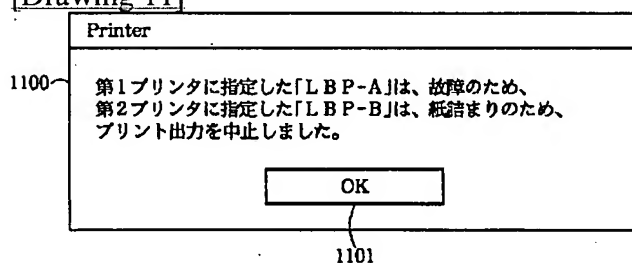 [Drawing 11]
Printer
1100
第1プリンタに指定した「LBP-A」は、故障のため、
第2プリンタに指定した「LBP-B」は、紙詰まりのため、
プリント出力を中止しました。
OK
1101